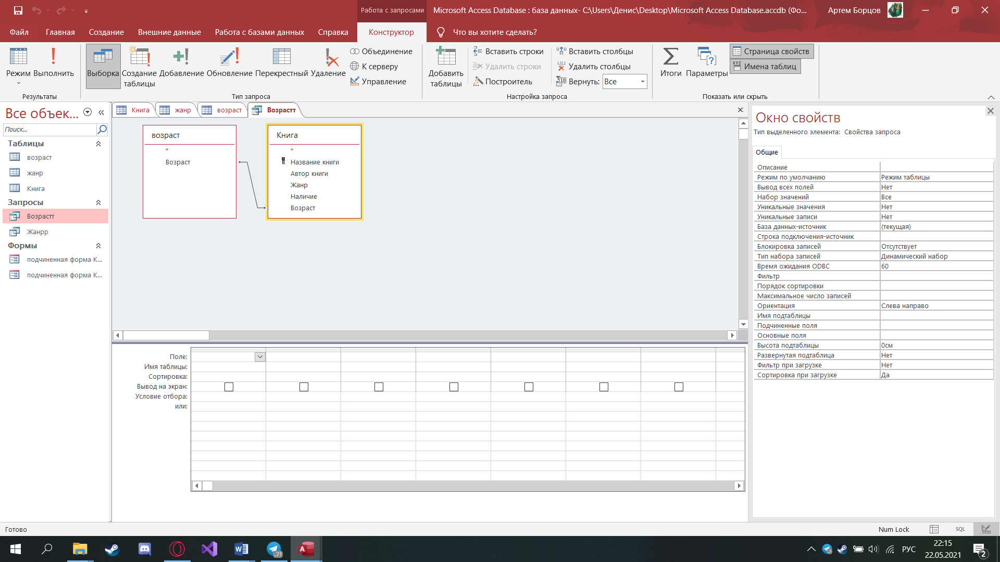 Работа с запросами
Microsoft Access Database : база данных- C:\Users\Денис\Desktop\Microsoft Access Database.accdb (Фо...
Артем Борцов
Файл
Главная
Создание
Внешние данные
Работа с базами данных
Справка
Конструктор
Что вы хотите сделать?
Режим
Выполнить
Результаты
Выборка
Создание таблицы
Добавление
Обновление
Перекрестный
Удаление
Объединение
К серверу
Управление
Тип запроса
Добавить таблицы
Вставить строки
Удалить строки
Построитель
Вставить столбцы
Удалить столбцы
Вернуть: Все
Настройка запроса
Итоги
Параметры
Страница свойств
XYZ Имена таблиц
Показать или скрыть
Все объек...
Поиск...
Таблицы
возраст
жанр
Книга
Запросы
Возрастт
Жанрр
Формы
подчиненная форма К...
подчиненная форма К...
Книга
жанр
возраст
Возрастт
возраст
*
Возраст
Книга
*
Название книги
Автор книги
Жанр
Наличие
Возраст
Поле:
Имя таблицы:
Сортировка:
Вывод на экран:
Условие отбора:
или:
Окно свойств
Тип выделенного элемента: Свойства запроса
Общие
Описание
Режим по умолчанию Режим таблицы
Вывод всех полей Нет
Набор значений Все
Уникальные значения Нет
Уникальные записи Нет
База данных-источник (текущая)
Строка подключения-источник
Блокировка записей Отсутствует
Тип набора записей Динамический набор
Время ожидания ODBC 60
Фильтр
Порядок сортировки
Максимальное число записей
Ориентация Слева направо
Имя подтаблицы
Подчиненные поля
Основные поля
Высота подтаблицы 0см
Развернутая подтаблица Нет
Фильтр при загрузке Нет
Сортировка при загрузке Да
Готово
Num Lock
SQL
71
РУС
22:15
22.05.2021
2